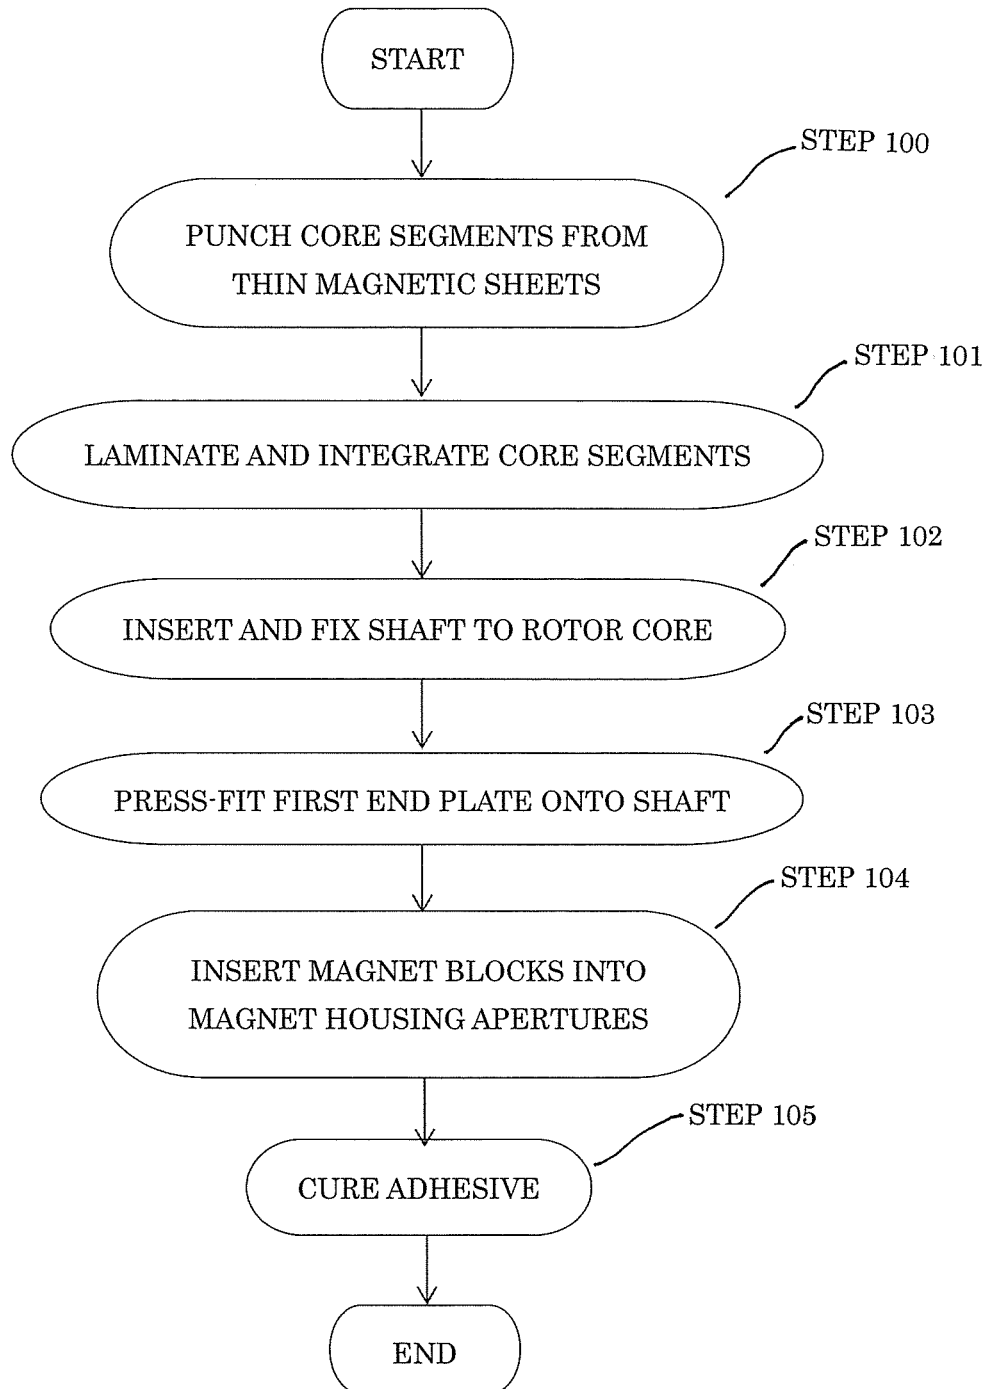 START
STEP 100
PUNCH CORE SEGMENTS FROM
THIN MAGNETIC SHEETS
STEP 101
LAMINATE AND INTEGRATE CORE SEGMENTS
STEP 102
INSERT AND FIX SHAFT TO ROTOR CORE
STEP 103
PRESS-FIT FIRST END PLATE ONTO SHAFT
STEP 104
INSERT MAGNET BLOCKS INTO
MAGNET HOUSING APERTURES
STEP 105
CURE ADHESIVE
END